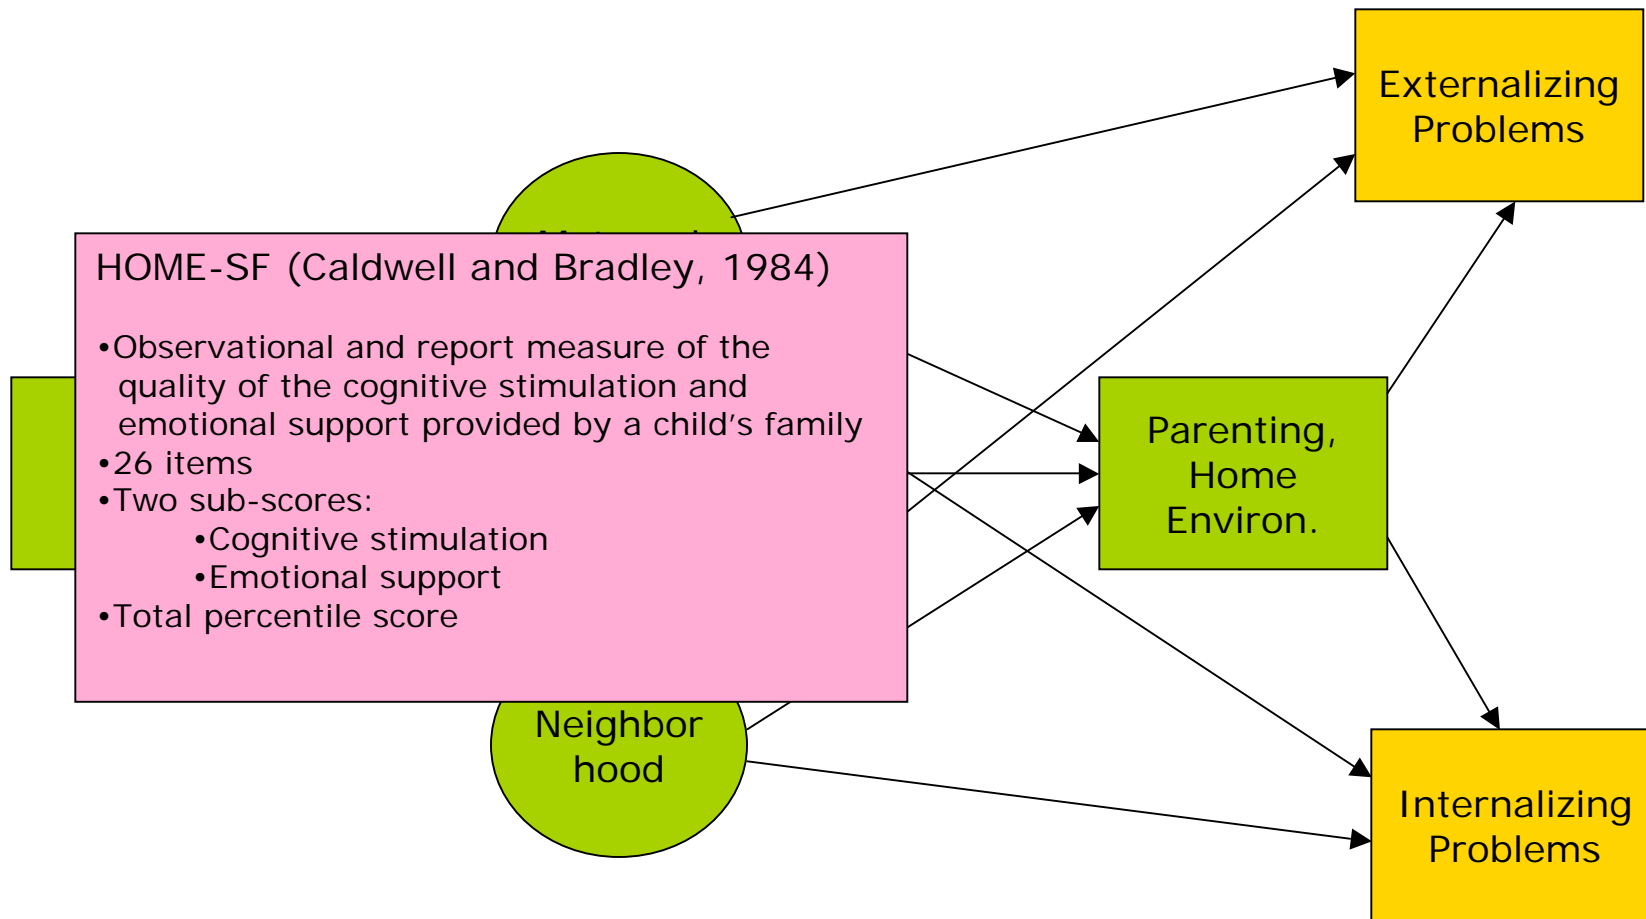 Externalizing
Problems
HOME-SF (Caldwell and Bradley, 1984)
•Observational and report measure of the
quality of the cognitive stimulation and
emotional support provided by a child's family
•26 items
•Two sub-scores:
•Cognitive stimulation
•Emotional support
•Total percentile score
Parenting,
Home
Environ.
Neighbor
hood
Internalizing
Problems